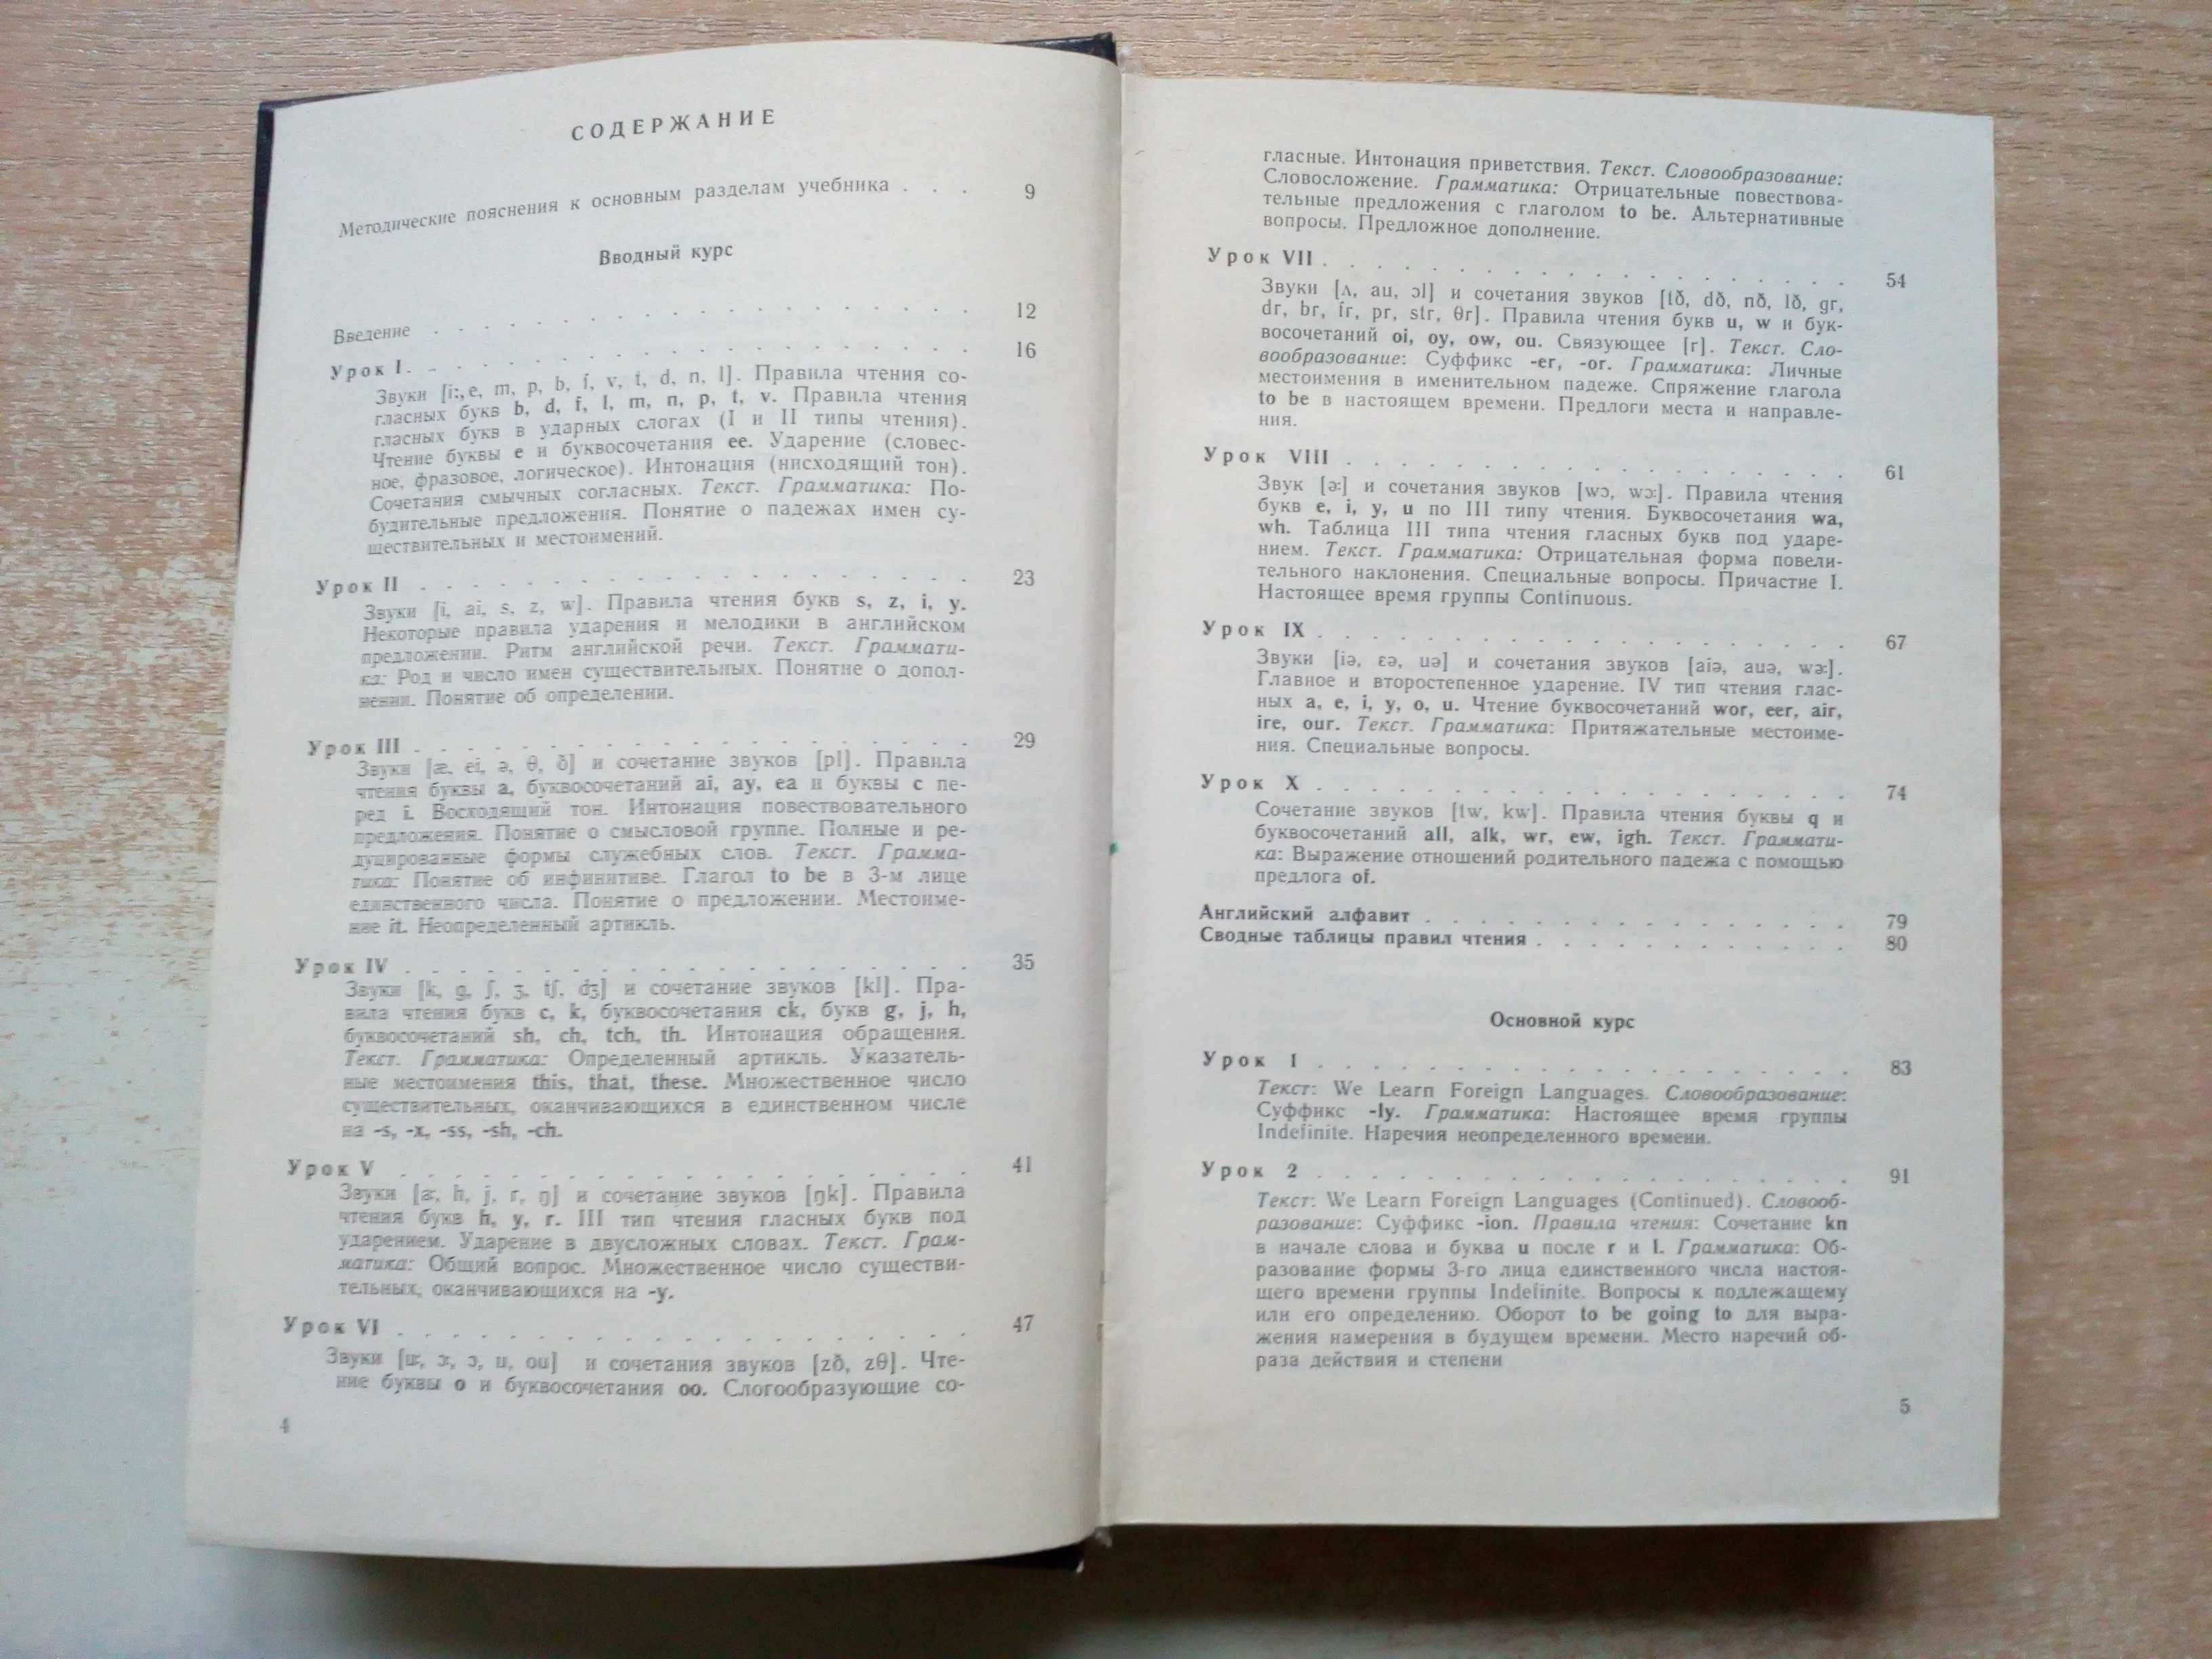 СОДЕРЖАНИЕ
Методические пояснения к основным разделам учебника . . . 9
Вводный курс
Введение . . . . . . . . . . . . . . . . 12
Урок I. . . . . . . . . . . . . . . . . 16
Звуки [i:, e, m, p, b, f, v, t, d, n, l]. Правила чтения со-
гласных букв b, d, f, l, m, n, p, t, v. Правила чтения
гласных букв в ударных слогах (I и II типы чтения).
Чтение буквы e и буквосочетания ee. Ударение (словес-
ное, фразовое, логическое). Интонация (нисходящий тон).
Сочетания смычных согласных. Текст. Грамматика: По-
будительные предложения. Понятие о падежах имен су-
ществительных и местоимений.
Урок II . . . . . . . . . . . . . . . . 23
Звуки [i, ai, s, z, w]. Правила чтения букв s, z, i, y.
Некоторые правила ударения и мелодики в английском
предложении. Ритм английской речи. Текст. Граммати-
ка: Род и число имен существительных. Понятие о допол-
нении. Понятие об определении.
Урок III . . . . . . . . . . . . . . . . 29
Звуки [æ, ei, ə, θ, ð] и сочетание звуков [pl]. Правила
чтения буквы a, буквосочетаний ai, ay, ea и буквы c пе-
ред i. Восходящий тон. Интонация повествовательного
предложения. Понятие о смысловой группе. Полные и ре-
дуцированные формы служебных слов. Текст. Грамма-
тика: Понятие об инфинитиве. Глагол to be в 3-м лице
единственного числа. Понятие о предложении. Местоиме-
ние it. Неопределенный артикль.
Урок IV . . . . . . . . . . . . . . . . 35
Звуки [k, g, ʃ, ʒ, tʃ, dʒ] и сочетание звуков [kl]. Пра-
вила чтения букв c, k, буквосочетания ck, букв g, j, h,
буквосочетаний sh, ch, tch, th. Интонация обращения.
Текст. Грамматика: Определенный артикль. Указатель-
ные местоимения this, that, these. Множественное число
существительных, оканчивающихся в единственном числе
на -s, -x, -ss, -sh, -ch.
Урок V . . . . . . . . . . . . . . . . 41
Звуки [a:, h, j, r, ŋ] и сочетание звуков [ŋk]. Правила
чтения букв h, y, r. III тип чтения гласных букв под
ударением. Ударение в двусложных словах. Текст. Грам-
матика: Общий вопрос. Множественное число существи-
тельных, оканчивающихся на -y.
Урок VI . . . . . . . . . . . . . . . . 47
Звуки [u:, ɔ:, ɔ, u, ou] и сочетания звуков [zð, zθ]. Чте-
ние буквы o и буквосочетания oo. Слогообразующие со-
4
гласные. Интонация приветствия. Текст. Словообразование:
Словосложение. Грамматика: Отрицательные повествова-
тельные предложения с глаголом to be. Альтернативные
вопросы. Предложное дополнение.
Урок VII . . . . . . . . . . . . . . . . 54
Звуки [ʌ, au, ɔl] и сочетания звуков [tð, dð, nð, lð, gr,
dr, br, fr, pr, str, θr]. Правила чтения букв u, w и бук-
восочетаний oi, oy, ow, ou. Связующее [r]. Текст. Сло-
вообразование: Суффикс -er, -or. Грамматика: Личные
местоимения в именительном падеже. Спряжение глагола
to be в настоящем времени. Предлоги места и направле-
ния.
Урок VIII . . . . . . . . . . . . . . . . 61
Звук [ə:] и сочетания звуков [wɔ, wɔ:]. Правила чтения
букв e, i, y, u по III типу чтения. Буквосочетания wa,
wh. Таблица III типа чтения гласных букв под ударе-
нием. Текст. Грамматика: Отрицательная форма повели-
тельного наклонения. Специальные вопросы. Причастие I.
Настоящее время группы Continuous.
Урок IX . . . . . . . . . . . . . . . . 67
Звуки [iə, ɛə, uə] и сочетания звуков [aiə, auə, wə:].
Главное и второстепенное ударение. IV тип чтения глас-
ных a, e, i, y, o, u. Чтение буквосочетаний wor, eer, air,
ire, our. Текст. Грамматика: Притяжательные местоиме-
ния. Специальные вопросы.
Урок X . . . . . . . . . . . . . . . . 74
Сочетание звуков [tw, kw]. Правила чтения буквы q и
буквосочетаний all, alk, wr, ew, igh. Текст. Граммати-
ка: Выражение отношений родительного падежа с помощью
предлога of.
Английский алфавит . . . . . . . . . . . . . 79
Сводные таблицы правил чтения . . . . . . . . . . 80
Основной курс
Урок 1 . . . . . . . . . . . . . . . . 83
Текст: We Learn Foreign Languages. Словообразование:
Суффикс -ly. Грамматика: Настоящее время группы
Indefinite. Наречия неопределенного времени.
Урок 2 . . . . . . . . . . . . . . . . 91
Текст: We Learn Foreign Languages (Continued). Словооб-
разование: Суффикс -ion. Правила чтения: Сочетание kn
в начале слова и буква u после r и l. Грамматика: Об-
разование формы 3-го лица единственного числа настоя-
щего времени группы Indefinite. Вопросы к подлежащему
или его определению. Оборот to be going to для выра-
жения намерения в будущем времени. Место наречий об-
раза действия и степени
5